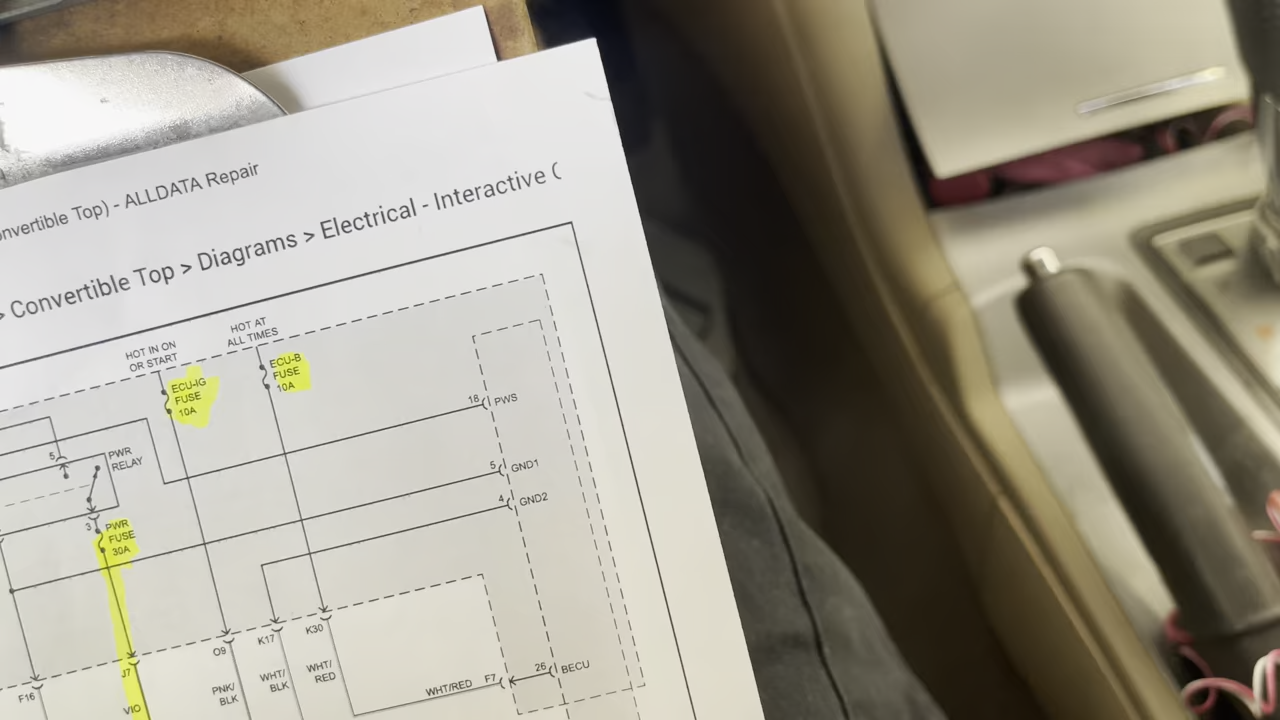 onvertible Top) - ALLDATA Repair
> Convertible Top > Diagrams > Electrical - Interactive (
HOT IN ON
OR START
HOT AT
ALL TIMES
ECU-IG
FUSE
10A
ECU-B
FUSE
10A
18
PWS
5
PWR
RELAY
5
GND1
4
GND2
3
PWR
FUSE
30A
O9
K17
K30
J7
F16
PNK/
BLK
WHT/
BLK
WHT/
RED
WHT/RED
F7
26
BECU
VIO